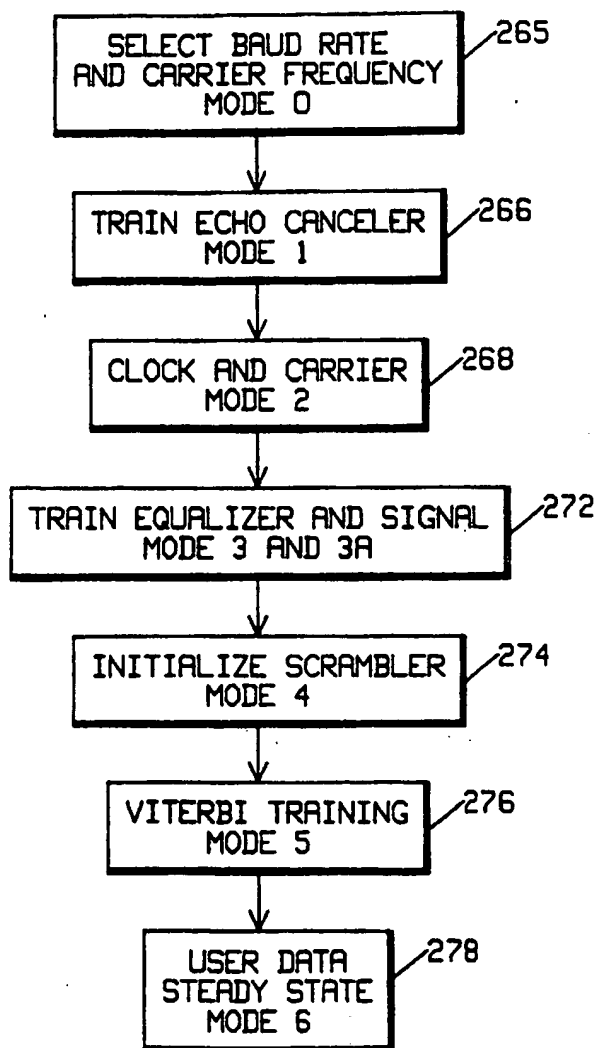 SELECT BAUD RATE
AND CARRIER FREQUENCY
MODE 0
265
TRAIN ECHO CANCELER
MODE 1
266
CLOCK AND CARRIER
MODE 2
268
TRAIN EQUALIZER AND SIGNAL
MODE 3 AND 3A
272
INITIALIZE SCRAMBLER
MODE 4
274
VITERBI TRAINING
MODE 5
276
USER DATA
STEADY STATE
MODE 6
278